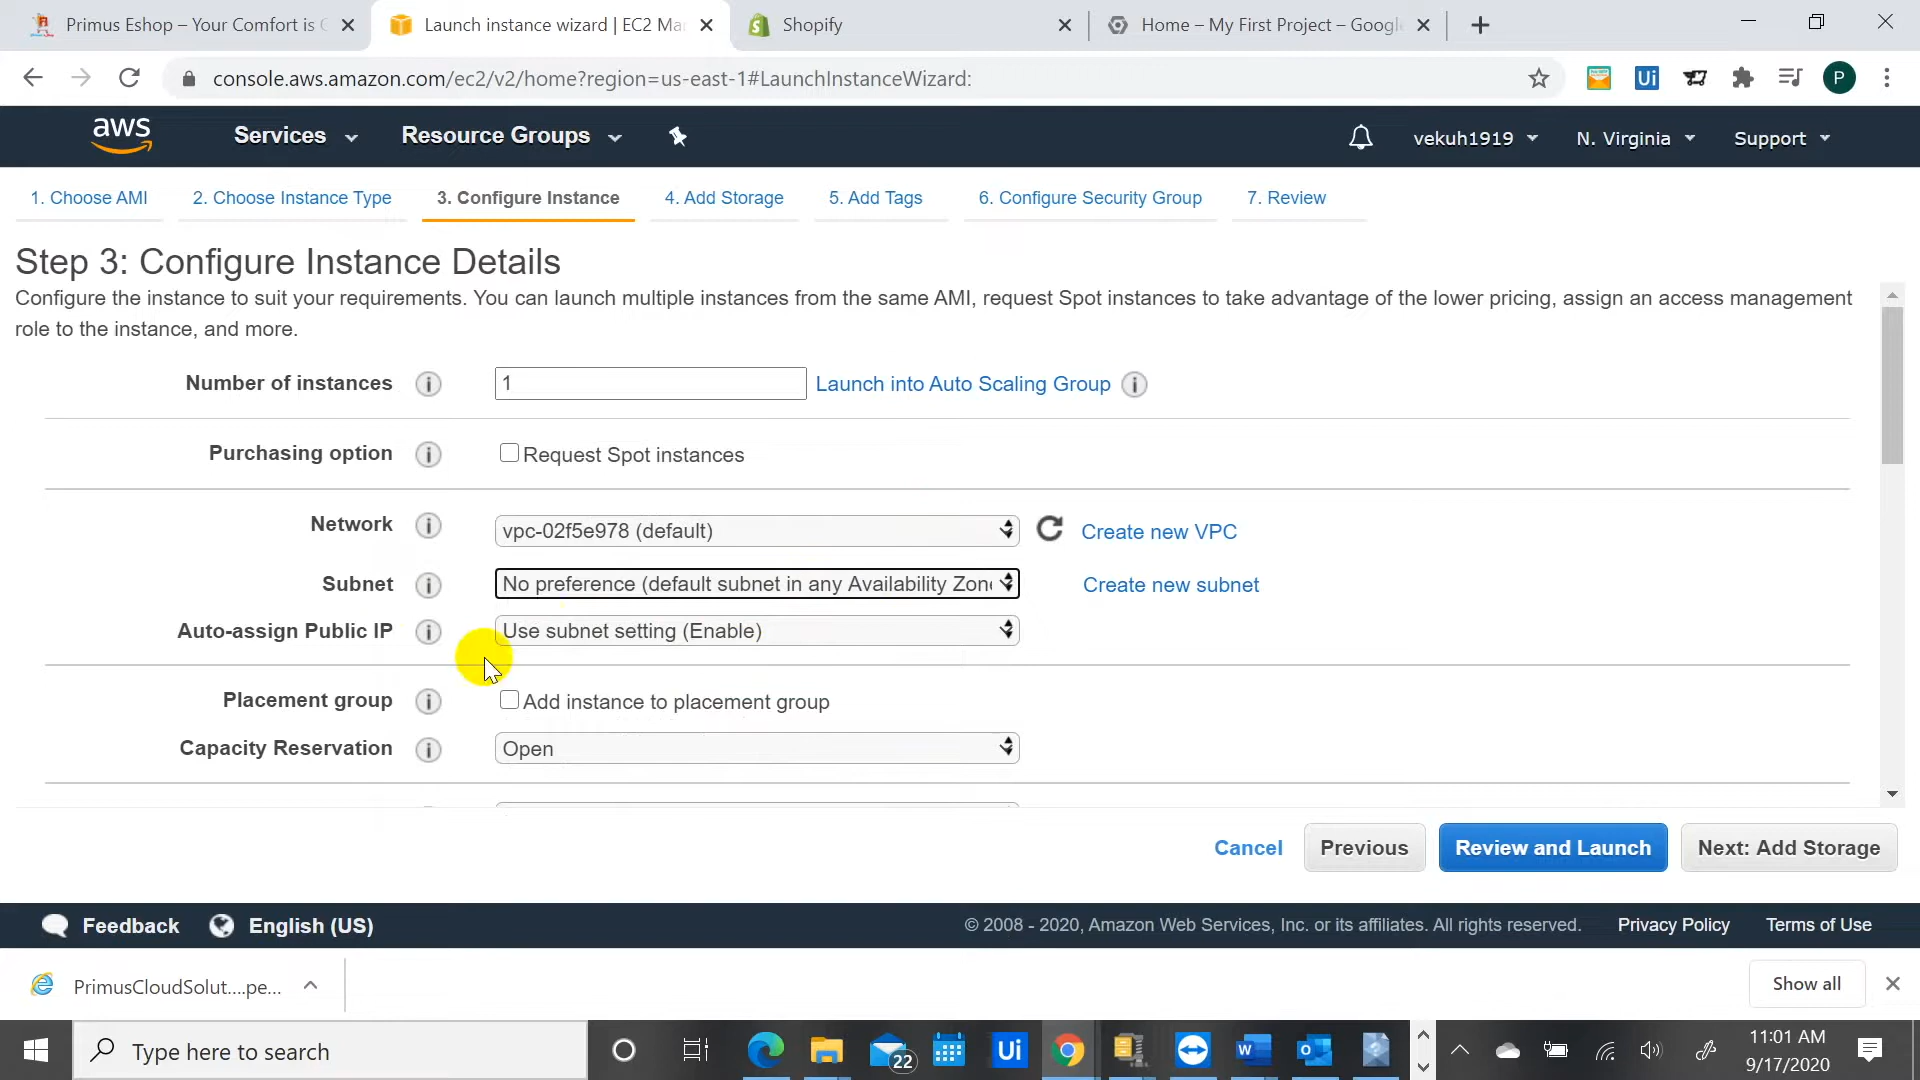 Primus Eshop – Your Comfort is
Launch instance wizard | EC2 Ma
Shopify
Home – My First Project – Google
console.aws.amazon.com/ec2/v2/home?region=us-east-1#LaunchInstanceWizard:
Ui
P
aws
Services
Resource Groups
vekuh1919
N. Virginia
Support
1. Choose AMI
2. Choose Instance Type
3. Configure Instance
4. Add Storage
5. Add Tags
6. Configure Security Group
7. Review
Step 3: Configure Instance Details
Configure the instance to suit your requirements. You can launch multiple instances from the same AMI, request Spot instances to take advantage of the lower pricing, assign an access management
role to the instance, and more.
Number of instances
1
Launch into Auto Scaling Group
Purchasing option
Request Spot instances
Network
vpc-02f5e978 (default)
Create new VPC
Subnet
No preference (default subnet in any Availability Zone
Create new subnet
Auto-assign Public IP
Use subnet setting (Enable)
Placement group
Add instance to placement group
Capacity Reservation
Open
Cancel
Previous
Review and Launch
Next: Add Storage
Feedback
English (US)
© 2008 - 2020, Amazon Web Services, Inc. or its affiliates. All rights reserved.
Privacy Policy
Terms of Use
PrimusCloudSolut....pe...
Show all
Type here to search
22
Ui
11:01 AM
9/17/2020